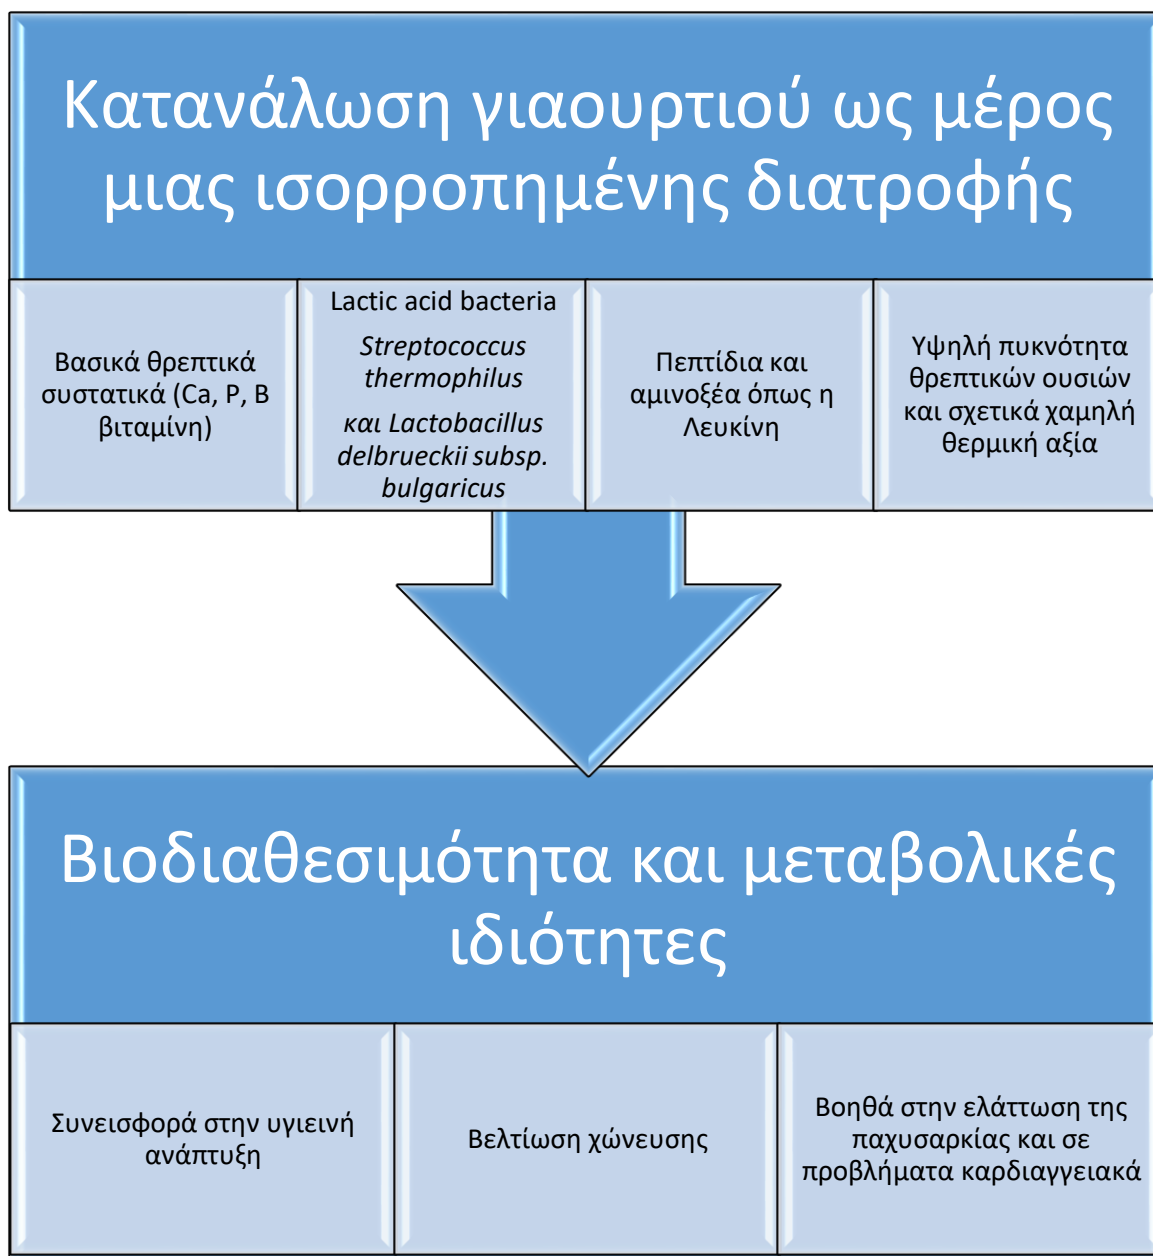 Κατανάλωση γιαουρτιού ως μέρος
μιας ισορροπημένης διατροφής
Βασικά θρεπτικά
συστατικά (Ca, P, B
βιταμίνη)
Lactic acid bacteria
Streptococcus
thermophilus
και Lactobacillus
delbrueckii subsp.
bulgaricus
Πεπτίδια και
αμινοξέα όπως η
Λευκίνη
Υψηλή πυκνότητα
θρεπτικών ουσιών
και σχετικά χαμηλή
θερμική αξία
Βιοδιαθεσιμότητα και μεταβολικές
ιδιότητες
Συνεισφορά στην υγιεινή
ανάπτυξη
Βελτίωση χώνευσης
Βοηθά στην ελάττωση της
παχυσαρκίας και σε
προβλήματα καρδιαγγειακά